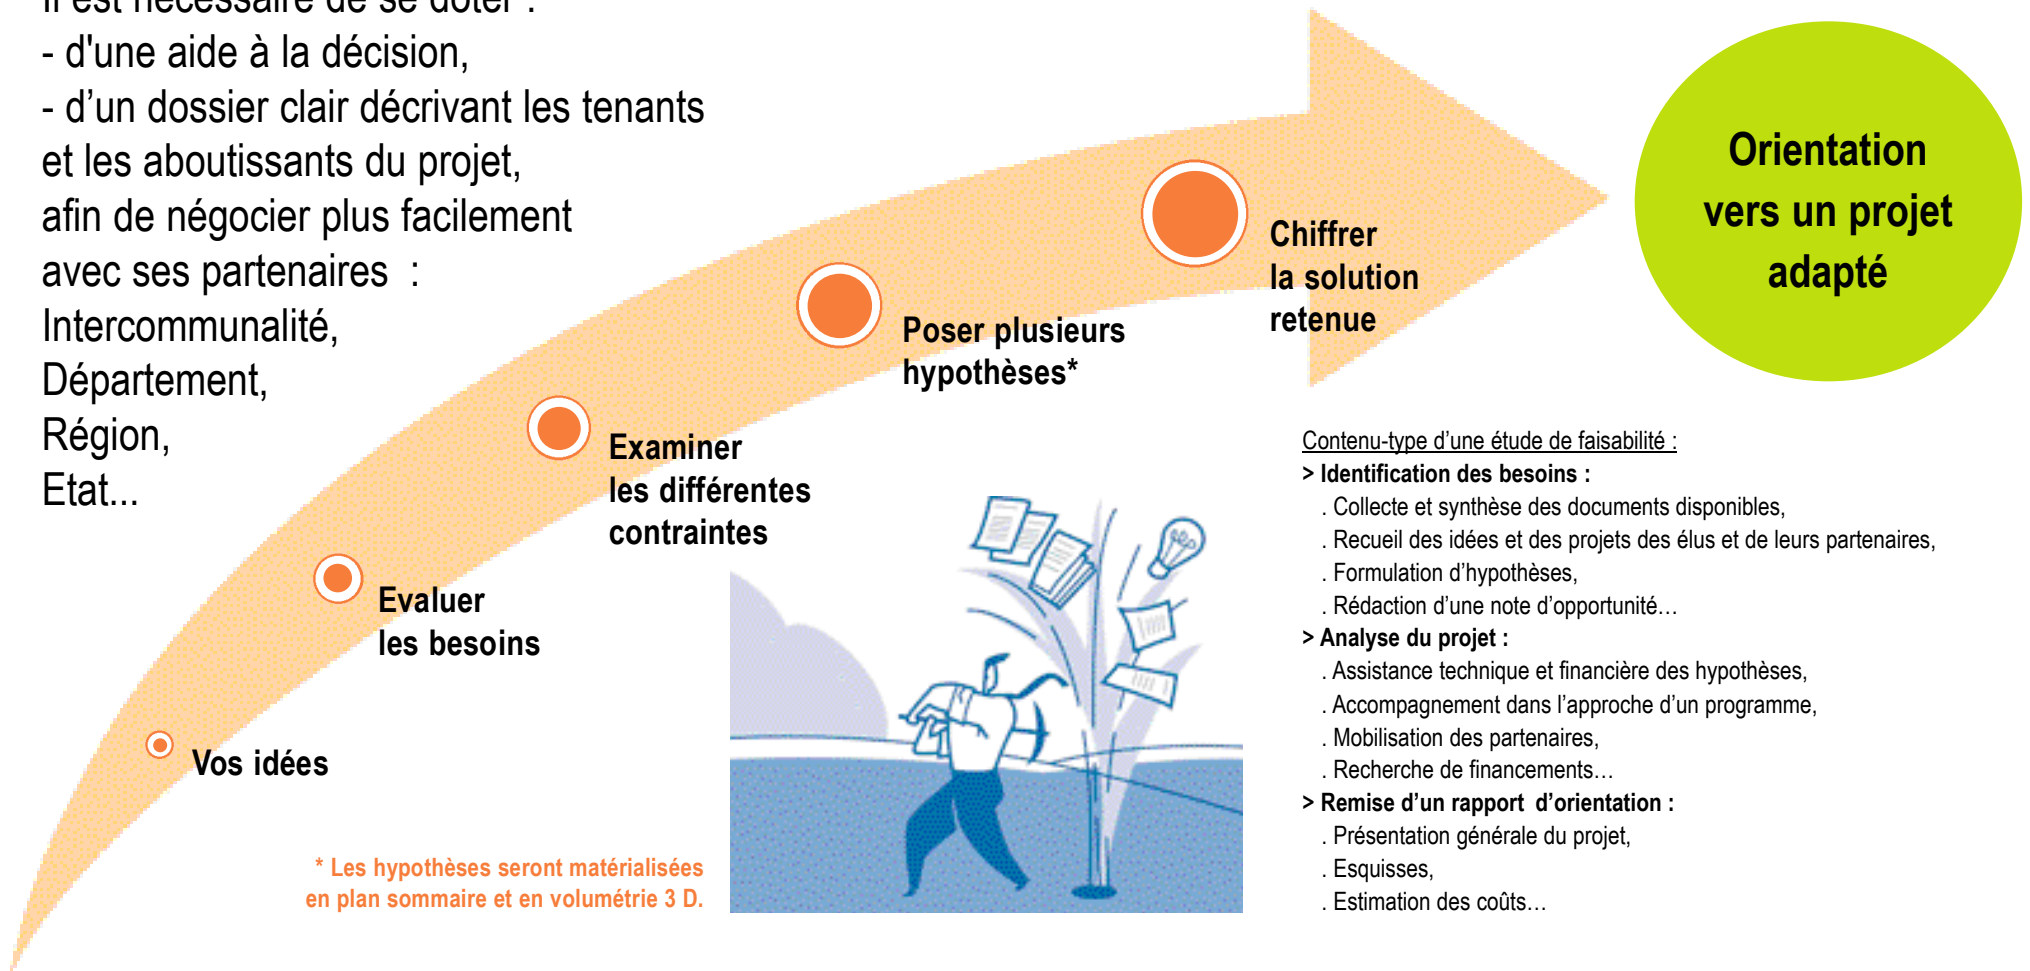 Il est nécessaire de se doter :
- d'une aide à la décision,
- d’un dossier clair décrivant les tenants
et les aboutissants du projet,
afin de négocier plus facilement
avec ses partenaires :
Intercommunalité,
Département,
Région,
Etat...
Vos idées
Evaluer
les besoins
Examiner
les différentes
contraintes
Poser plusieurs
hypothèses*
Chiffrer
la solution
retenue
Orientation
vers un projet
adapté
* Les hypothèses seront matérialisées
en plan sommaire et en volumétrie 3 D.
Contenu-type d’une étude de faisabilité :
> Identification des besoins :
. Collecte et synthèse des documents disponibles,
. Recueil des idées et des projets des élus et de leurs partenaires,
. Formulation d’hypothèses,
. Rédaction d’une note d’opportunité…
> Analyse du projet :
. Assistance technique et financière des hypothèses,
. Accompagnement dans l’approche d’un programme,
. Mobilisation des partenaires,
. Recherche de financements…
> Remise d’un rapport d’orientation :
. Présentation générale du projet,
. Esquisses,
. Estimation des coûts…